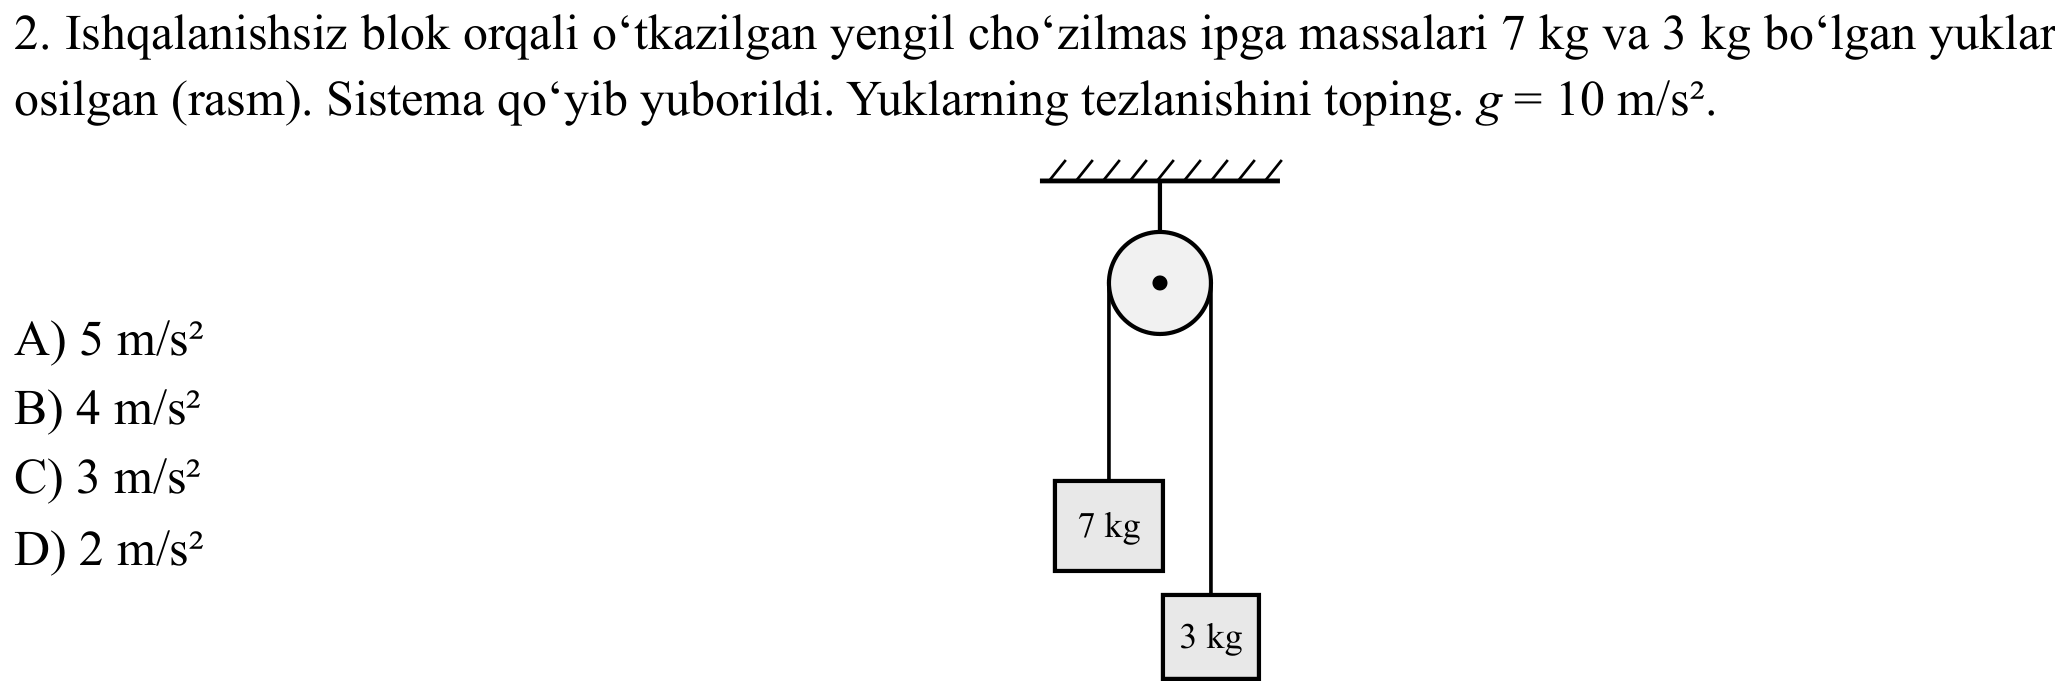 2. Ishqalanishsiz blok orqali o‘tkazilgan yengil cho‘zilmas ipga massalari 7 kg va 3 kg bo‘lgan yuklar
osilgan (rasm). Sistema qo‘yib yuborildi. Yuklarning tezlanishini toping. g = 10 m/s².
A) 5 m/s²
B) 4 m/s²
C) 3 m/s²
D) 2 m/s²
7 kg
3 kg